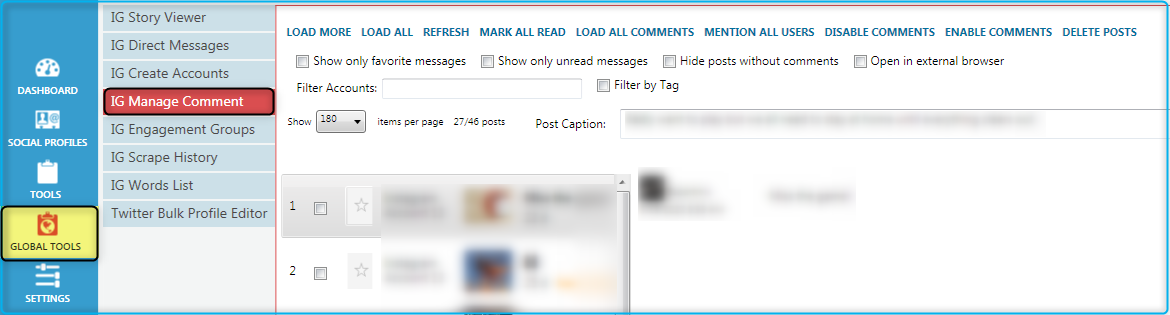 DASHBOARD
SOCIAL PROFILES
TOOLS
GLOBAL TOOLS
SETTINGS
IG Story Viewer
IG Direct Messages
IG Create Accounts
IG Manage Comment
IG Engagement Groups
IG Scrape History
IG Words List
Twitter Bulk Profile Editor
LOAD MORE LOAD ALL REFRESH MARK ALL READ LOAD ALL COMMENTS MENTION ALL USERS DISABLE COMMENTS ENABLE COMMENTS DELETE POSTS
Show only favorite messages Show only unread messages Hide posts without comments Open in external browser
Filter Accounts: Filter by Tag
Show 180 items per page 27/46 posts Post Caption:
1
2